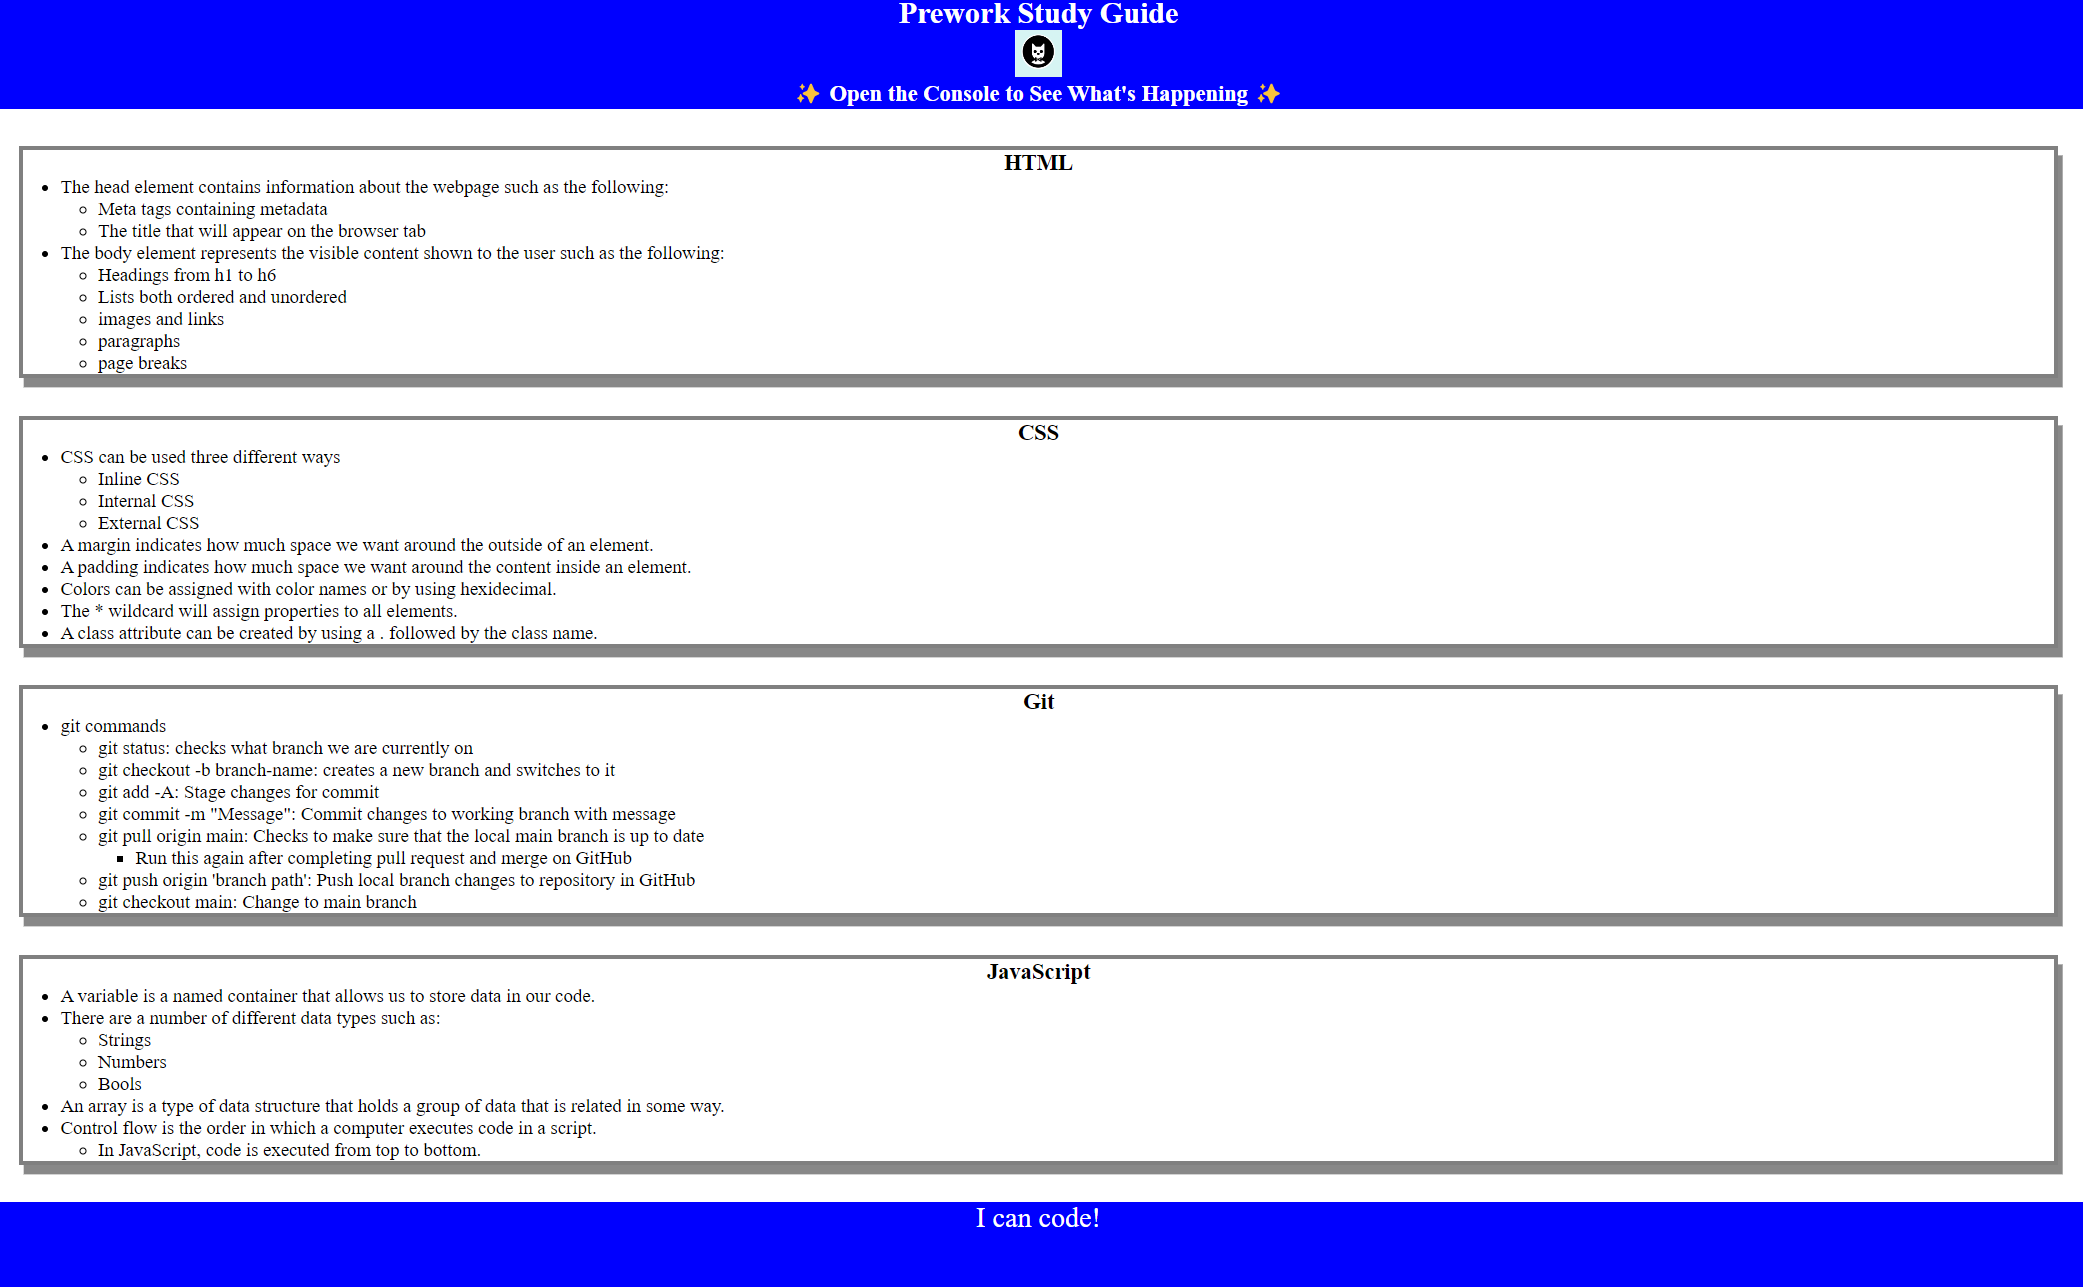 Prework Study Guide
✨ Open the Console to See What's Happening ✨
HTML
The head element contains information about the webpage such as the following:
Meta tags containing metadata
The title that will appear on the browser tab
The body element represents the visible content shown to the user such as the following:
Headings from h1 to h6
Lists both ordered and unordered
images and links
paragraphs
page breaks
CSS
CSS can be used three different ways
Inline CSS
Internal CSS
External CSS
A margin indicates how much space we want around the outside of an element.
A padding indicates how much space we want around the content inside an element.
Colors can be assigned with color names or by using hexidecimal.
The * wildcard will assign properties to all elements.
A class attribute can be created by using a . followed by the class name.
Git
git commands
git status: checks what branch we are currently on
git checkout -b branch-name: creates a new branch and switches to it
git add -A: Stage changes for commit
git commit -m "Message": Commit changes to working branch with message
git pull origin main: Checks to make sure that the local main branch is up to date
Run this again after completing pull request and merge on GitHub
git push origin 'branch path': Push local branch changes to repository in GitHub
git checkout main: Change to main branch
JavaScript
A variable is a named container that allows us to store data in our code.
There are a number of different data types such as:
Strings
Numbers
Bools
An array is a type of data structure that holds a group of data that is related in some way.
Control flow is the order in which a computer executes code in a script.
In JavaScript, code is executed from top to bottom.
I can code!